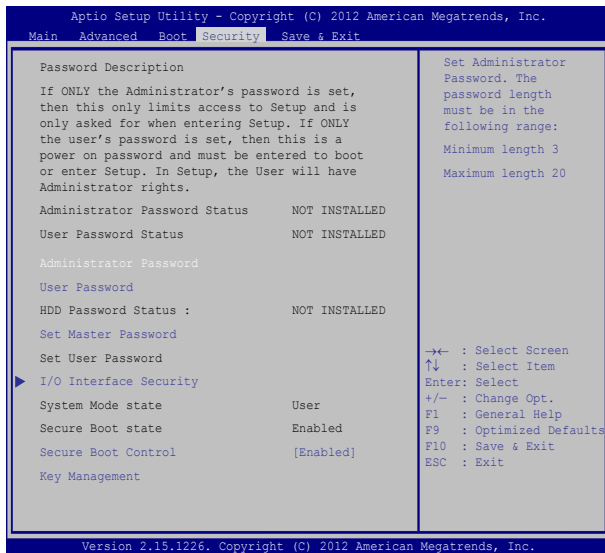 Aptio Setup Utility - Copyright (C) 2012 American Megatrends, Inc.
Main Advanced Boot Security Save & Exit
Password Description
If ONLY the Administrator's password is set,
then this only limits access to Setup and is
only asked for when entering Setup. If ONLY
the user's password is set, then this is a
power on password and must be entered to boot
or enter Setup. In Setup, the User will have
Administrator rights.
Administrator Password Status NOT INSTALLED
User Password Status NOT INSTALLED
Administrator Password
User Password
HDD Password Status : NOT INSTALLED
Set Master Password
Set User Password
I/O Interface Security
System Mode state User
Secure Boot state Enabled
Secure Boot Control [Enabled]
Key Management
Set Administrator
Password. The
password length
must be in the
following range:
Minimum length 3
Maximum length 20
→← : Select Screen
↑↓ : Select Item
Enter: Select
+/— : Change Opt.
F1 : General Help
F9 : Optimized Defaults
F10 : Save & Exit
ESC : Exit
Version 2.15.1226. Copyright (C) 2012 American Megatrends, Inc.